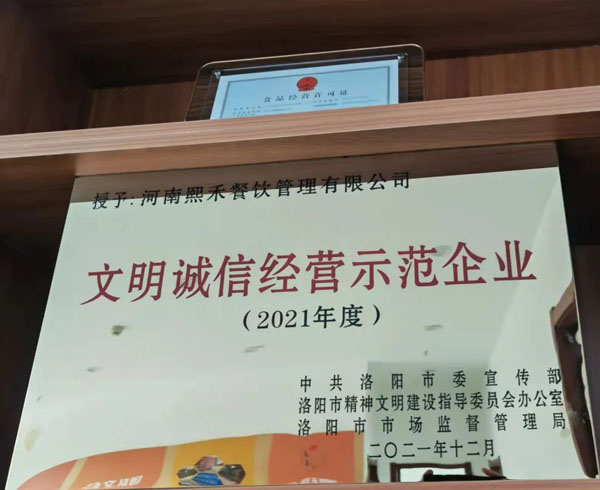 食品经营许可证
授予:河南熙禾餐饮管理有限公司
文明诚信经营示范企业
(2021年度)
中共洛阳市委宣传部
洛阳市精神文明建设指导委员会办公室
洛阳市市场监督管理局
二〇二一年十二月